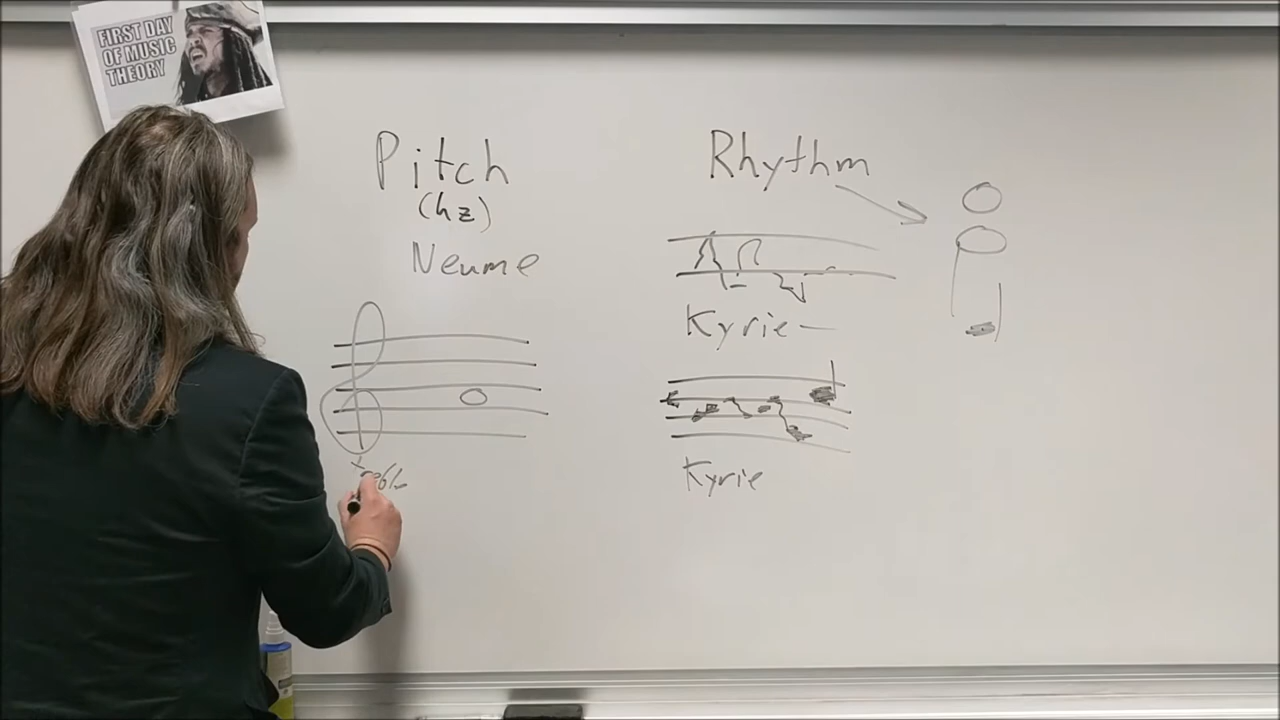 FIRST DAY
OF MUSIC
THEORY
Pitch
(hz)
Neume
Treble
Rhythm
Kyrie
Kyrie